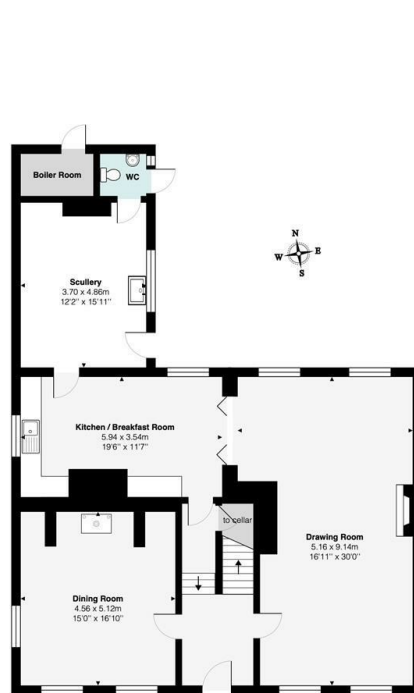 Boiler Room
WC
N
W E
S
Scullery
3.70 x 4.86m
12'2" x 15'11"
Kitchen / Breakfast Room
5.94 x 3.54m
19'6" x 11'7"
to cellar
Drawing Room
5.16 x 9.14m
16'11" x 30'0"
Dining Room
4.56 x 5.12m
15'0" x 16'10"